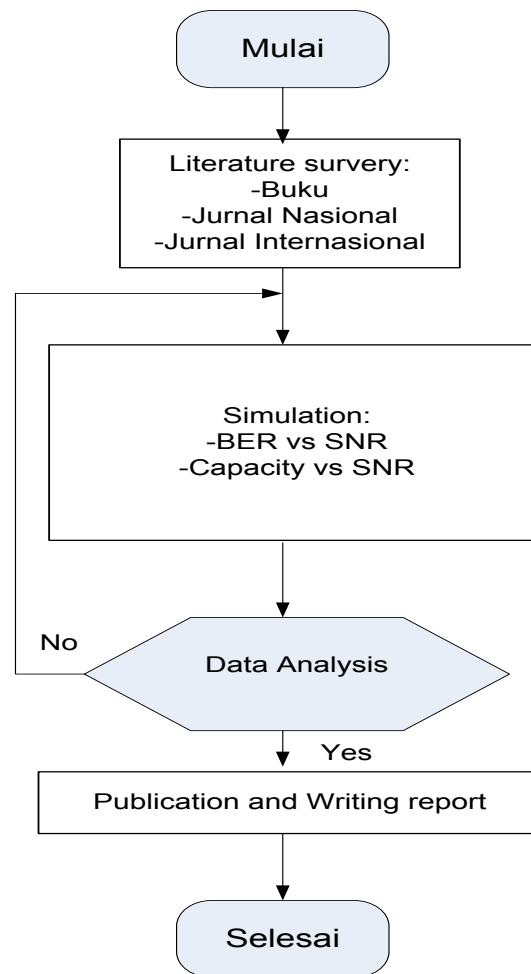 Mulai
Literature survery:
-Buku
-Jurnal Nasional
-Jurnal Internasional
Simulation:
-BER vs SNR
-Capacity vs SNR
No
Data Analysis
Yes
Publication and Writing report
Selesai